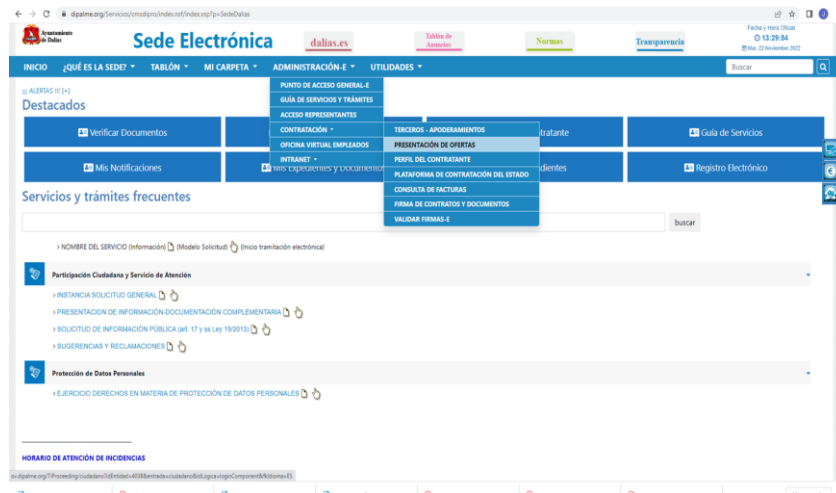 dipalme.org/Servicios/cmsdipro/index.nsf/index.xsp?p=SedeDalias
Ayuntamiento
de Dalías
Sede Electrónica
dalías.es
Tablón de
Anuncios
Normas
Transparencia
Fecha y Hora Oficial
13:29:54
Mar. 22 Noviembre 2022
INICIO ¿QUÉ ES LA SEDE? TABLÓN MI CARPETA ADMINISTRACIÓN-E UTILIDADES Buscar
PUNTO DE ACCESO GENERAL-E
GUÍA DE SERVICIOS Y TRÁMITES
ACCESO REPRESENTANTES
CONTRATACIÓN
OFICINA VIRTUAL EMPLEADOS
INTRANET
TERCEROS - APODERAMIENTOS
PRESENTACIÓN DE OFERTAS
PERFIL DEL CONTRATANTE
PLATAFORMA DE CONTRATACIÓN DEL ESTADO
CONSULTA DE FACTURAS
FIRMA DE CONTRATOS Y DOCUMENTOS
VALIDAR FIRMAS-E
||| ALERTAS ||| [+]
Destacados
Verificar Documentos tratante Guía de Servicios
Mis Notificaciones Mis Expedientes y Documentos dientes Registro Electrónico
Servicios y trámites frecuentes
buscar
> NOMBRE DEL SERVICIO (Información) (Modelo Solicitud) (Inicio tramitación electrónica)
Participación Ciudadana y Servicio de Atención
> INSTANCIA SOLICITUD GENERAL
> PRESENTACION DE INFORMACIÓN-DOCUMENTACIÓN COMPLEMENTARIA
> SOLICITUD DE INFORMACIÓN PÚBLICA (art. 17 y ss Ley 19/2013)
> SUGERENCIAS Y RECLAMACIONES
Protección de Datos Personales
> EJERCICIO DERECHOS EN MATERIA DE PROTECCIÓN DE DATOS PERSONALES
HORARIO DE ATENCIÓN DE INCIDENCIAS